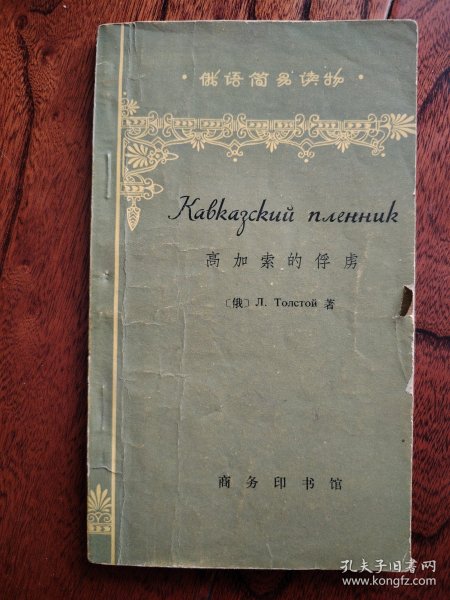 ·俄语简易读物·
Кавказский пленник
高加索的俘虏
〔俄〕Л. Толстой 著
商务印书馆
孔夫子旧书网
www.kongfz.com